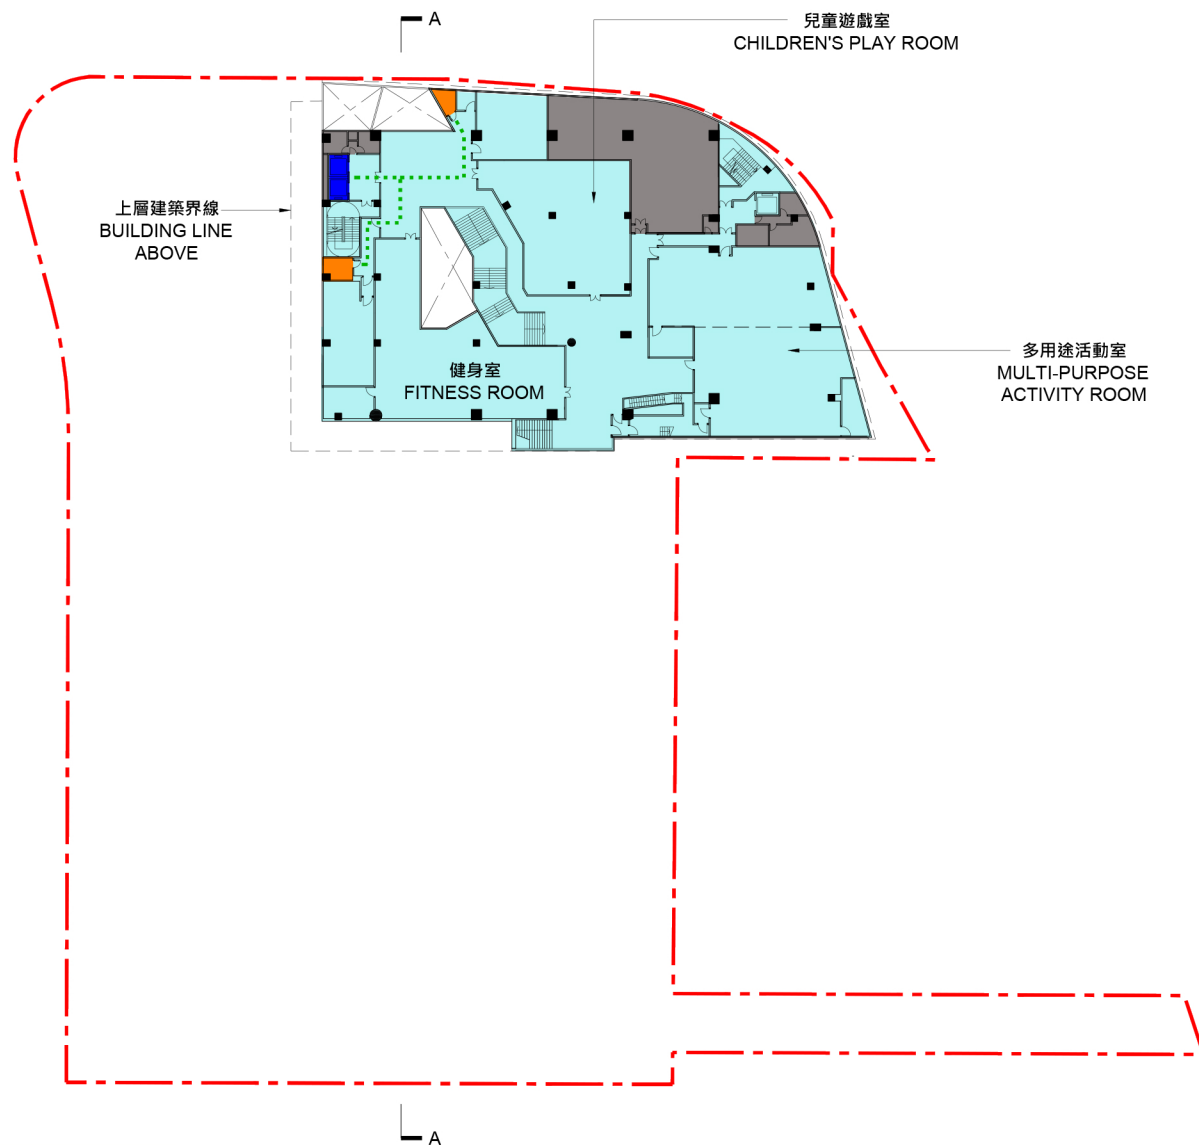 A
兒童遊戲室
CHILDREN'S PLAY ROOM
上層建築界線
BUILDING LINE
ABOVE
多用途活動室
MULTI-PURPOSE
ACTIVITY ROOM
健身室
FITNESS ROOM
A